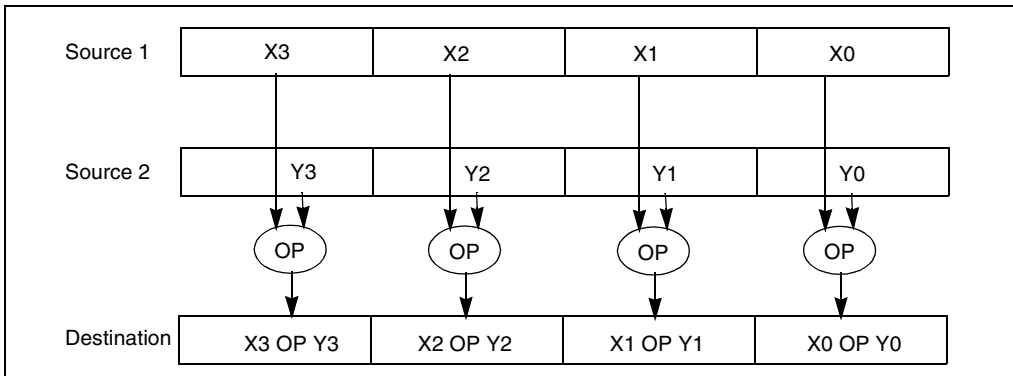 Source 1 X3 X2 X1 X0
Source 2 Y3 Y2 Y1 Y0
OP OP OP OP
Destination X3 OP Y3 X2 OP Y2 X1 OP Y1 X0 OP Y0